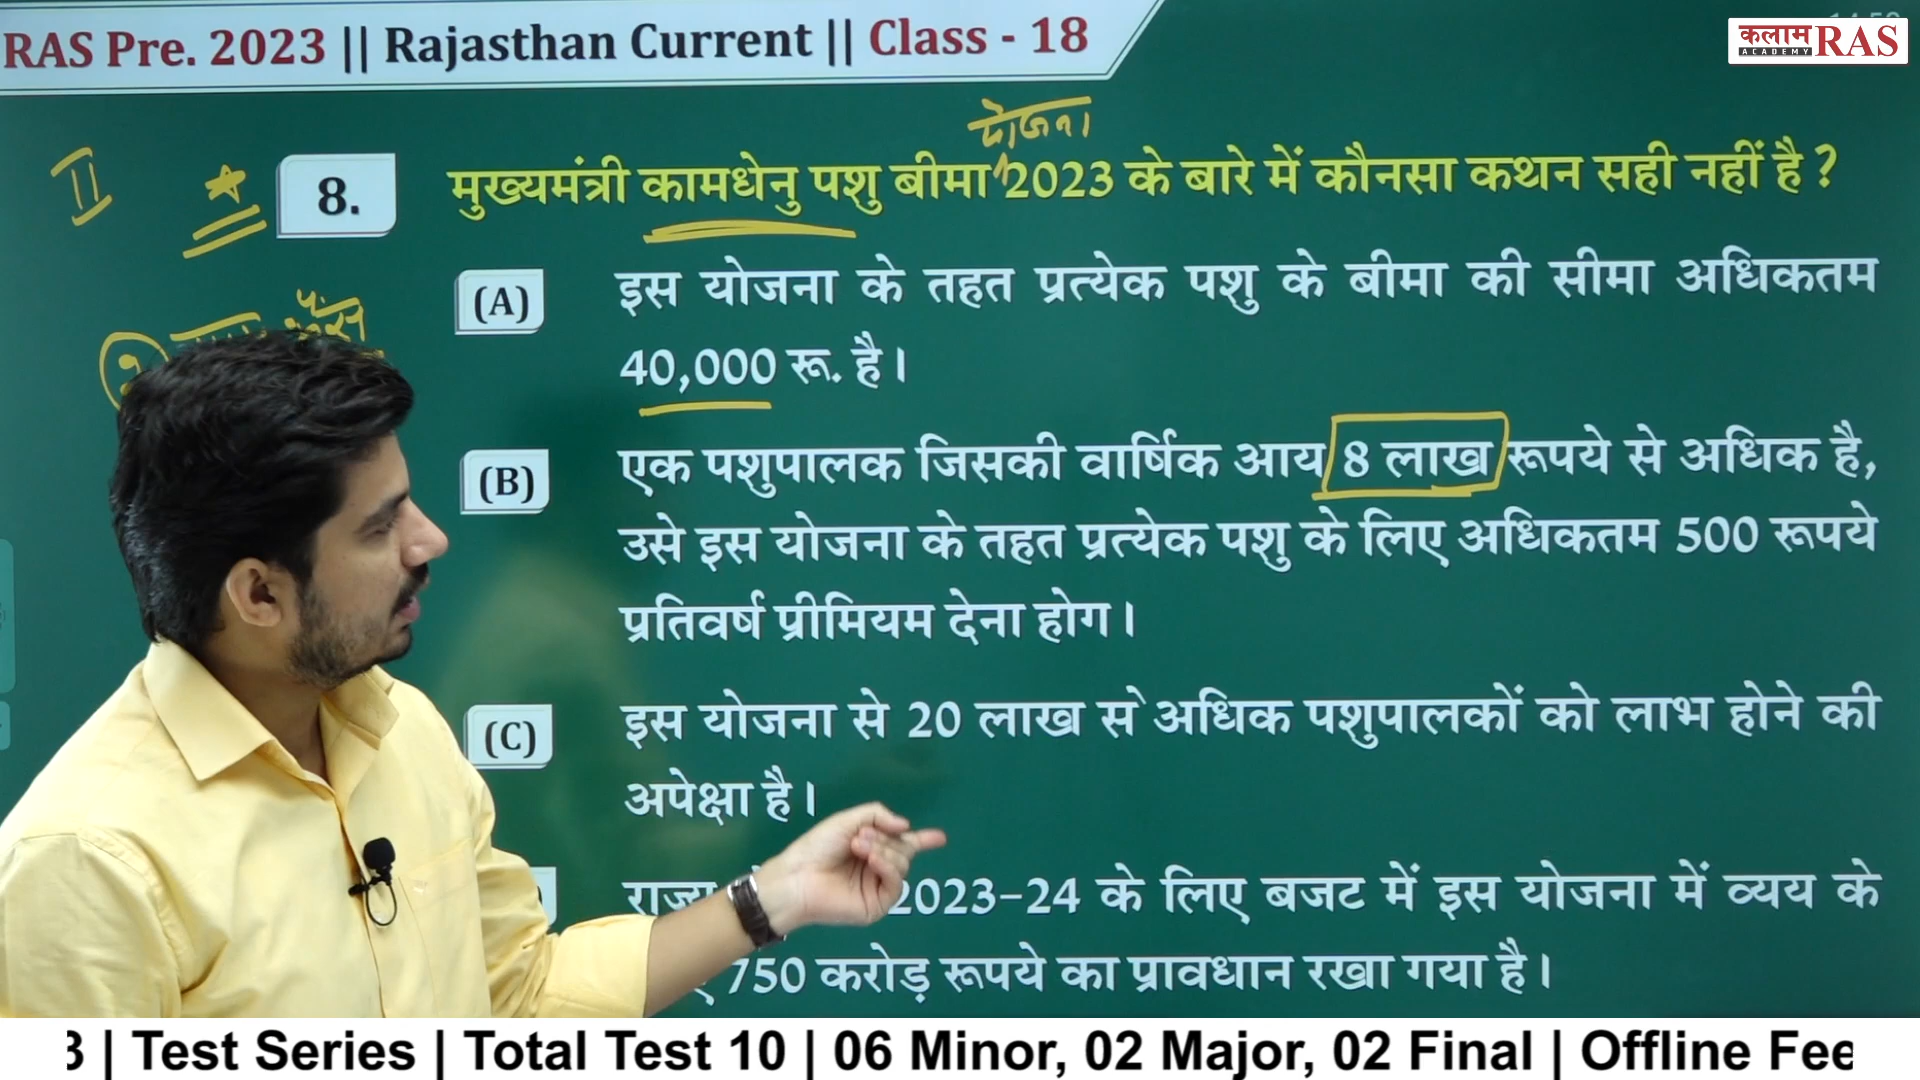 RAS Pre. 2023 || Rajasthan Current || Class - 18
कलाम RAS
ACADEMY
योजना
II
8. मुख्यमंत्री कामधेनु पशु बीमा 2023 के बारे में कौनसा कथन सही नहीं है ?
(A) इस योजना के तहत प्रत्येक पशु के बीमा की सीमा अधिकतम
40,000 रू. है।
(B) एक पशुपालक जिसकी वार्षिक आय 8 लाख रूपये से अधिक है,
उसे इस योजना के तहत प्रत्येक पशु के लिए अधिकतम 500 रूपये
प्रतिवर्ष प्रीमियम देना होग।
(C) इस योजना से 20 लाख स े अधिक पशुपालकों को लाभ होने की
अपेक्षा है।
2023-24 के लिए बजट में इस योजना में व्यय के
750 करोड़ रूपये का प्रावधान रखा गया है।
| Test Series | Total Test 10 | 06 Minor, 02 Major, 02 Final | Offline Fee